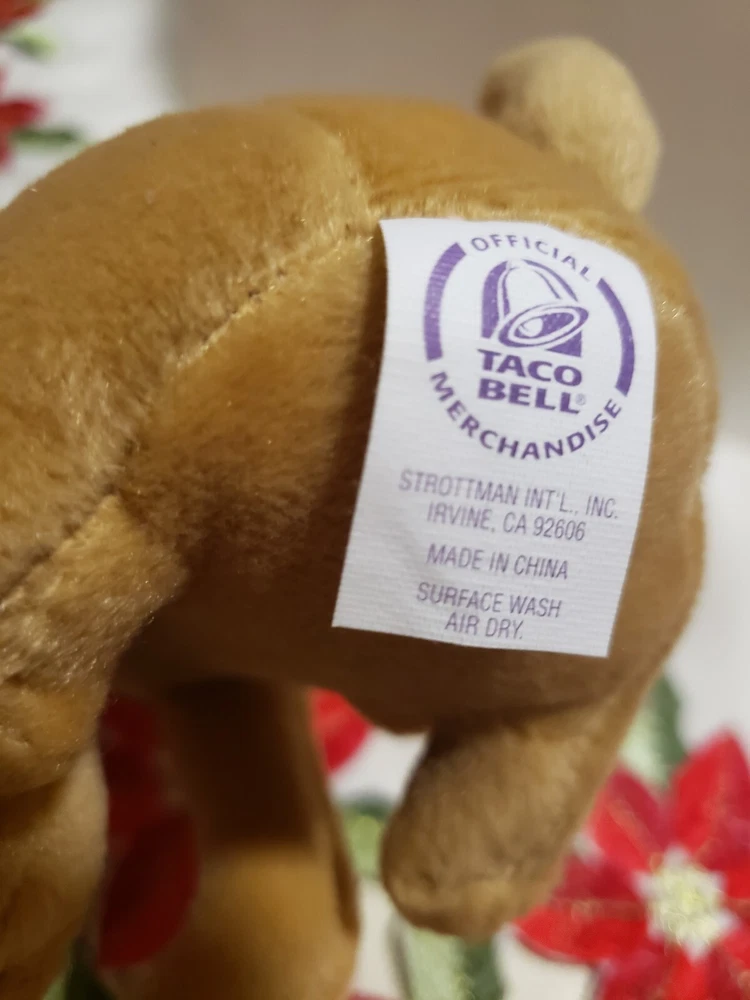 OFFICIAL
TACO
BELL®
MERCHANDISE
STROTTMAN INT'L., INC.
IRVINE, CA 92606
MADE IN CHINA
SURFACE WASH
AIR DRY.